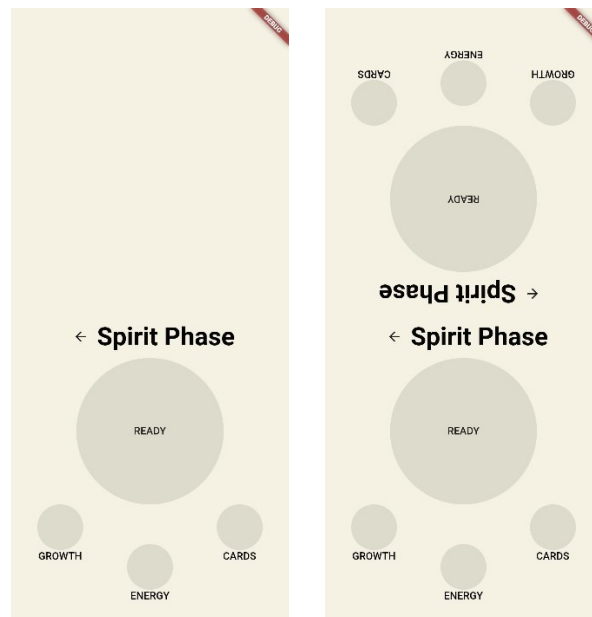 DEBUG
← Spirit Phase
READY
GROWTH
CARDS
ENERGY
DEBUG
ENERGY
CARDS
GROWTH
READY
← Spirit Phase
← Spirit Phase
READY
GROWTH
CARDS
ENERGY